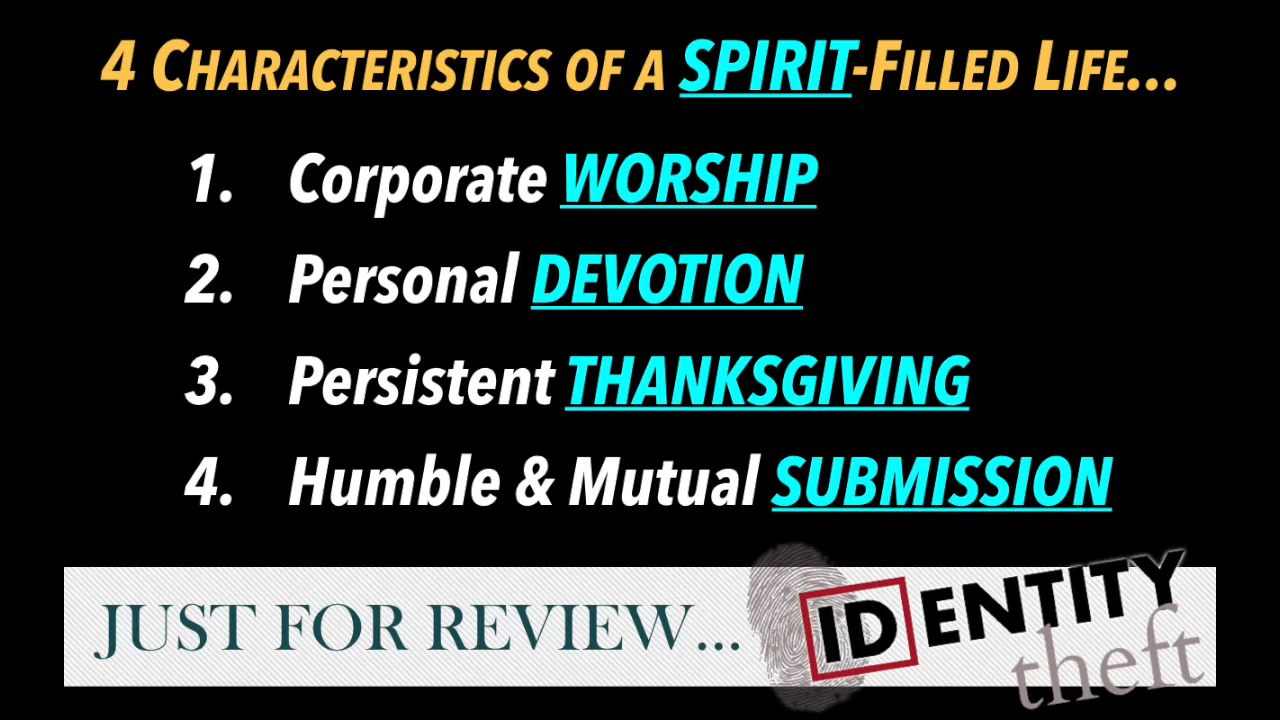 4 CHARACTERISTICS OF A SPIRIT-FILLED LIFE...
1. Corporate WORSHIP
2. Personal DEVOTION
3. Persistent THANKSGIVING
4. Humble & Mutual SUBMISSION
JUST FOR REVIEW...
IDENTITY
theft